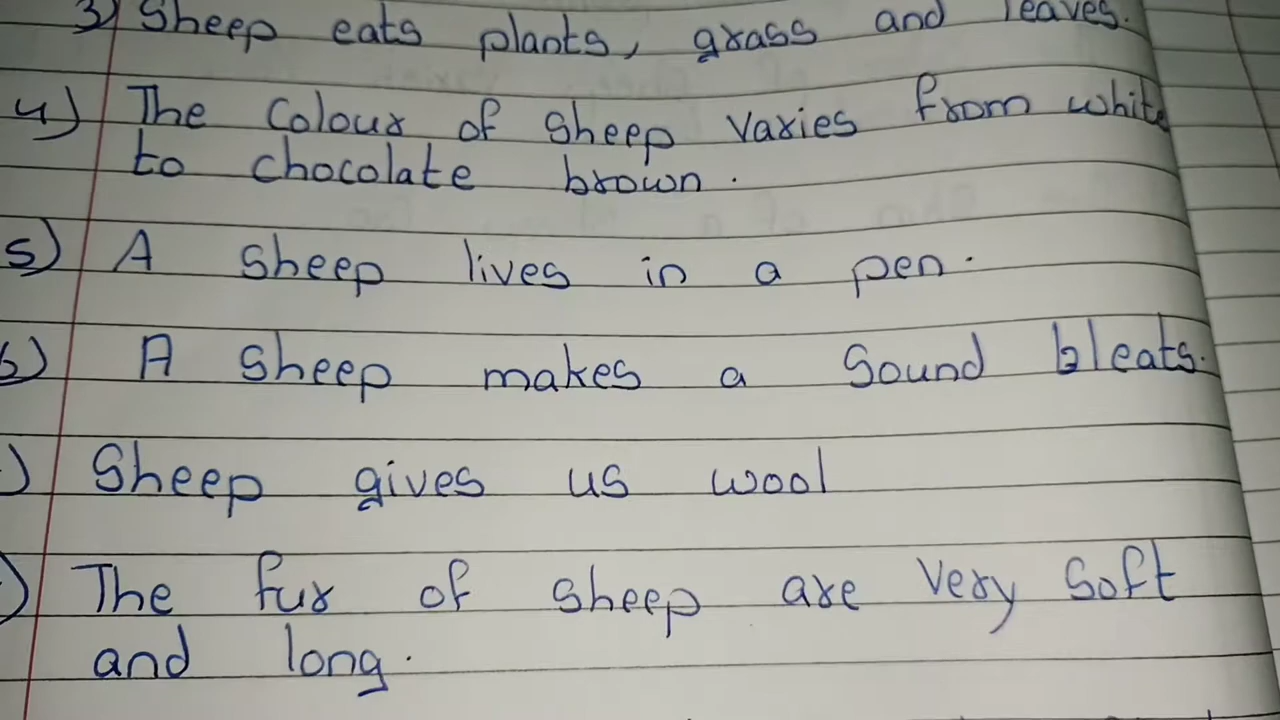 3) Sheep eats plants, grass and leaves.
4) The Colour of Sheep varies from white
to chocolate brown.
5) A Sheep lives in a pen.
6) A Sheep makes a Sound bleats.
) Sheep gives us wool
) The fur of Sheep are very Soft
and long.